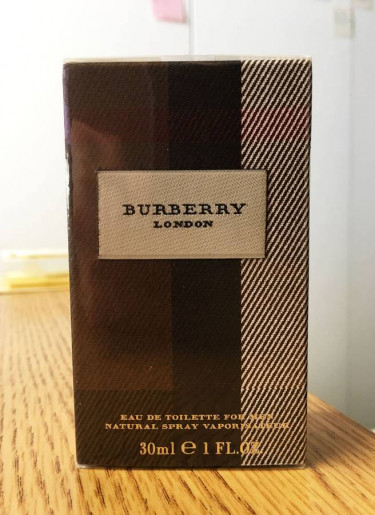 BURBERRY
LONDON
EAU DE TOILETTE FOR MEN
NATURAL SPRAY VAPORISATEUR
30ml ℮ 1 FL.OZ.